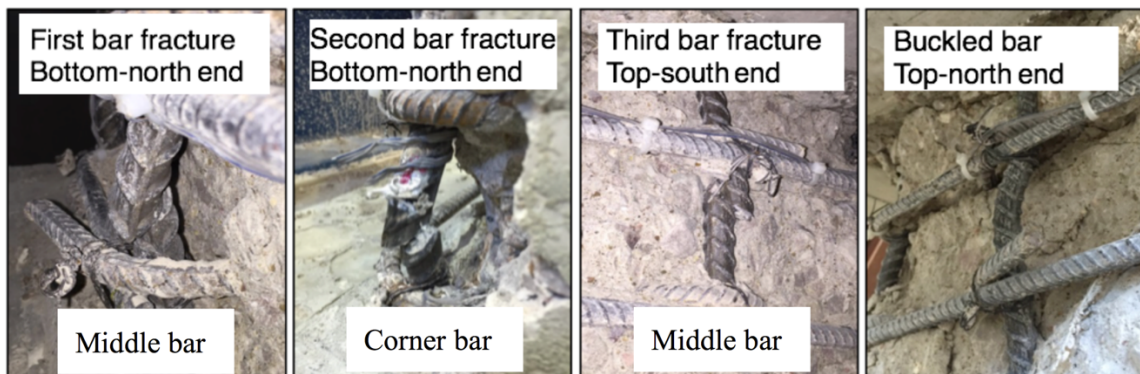 First bar fracture
Bottom-north end
Middle bar
Second bar fracture
Bottom-north end
Corner bar
Third bar fracture
Top-south end
Middle bar
Buckled bar
Top-north end